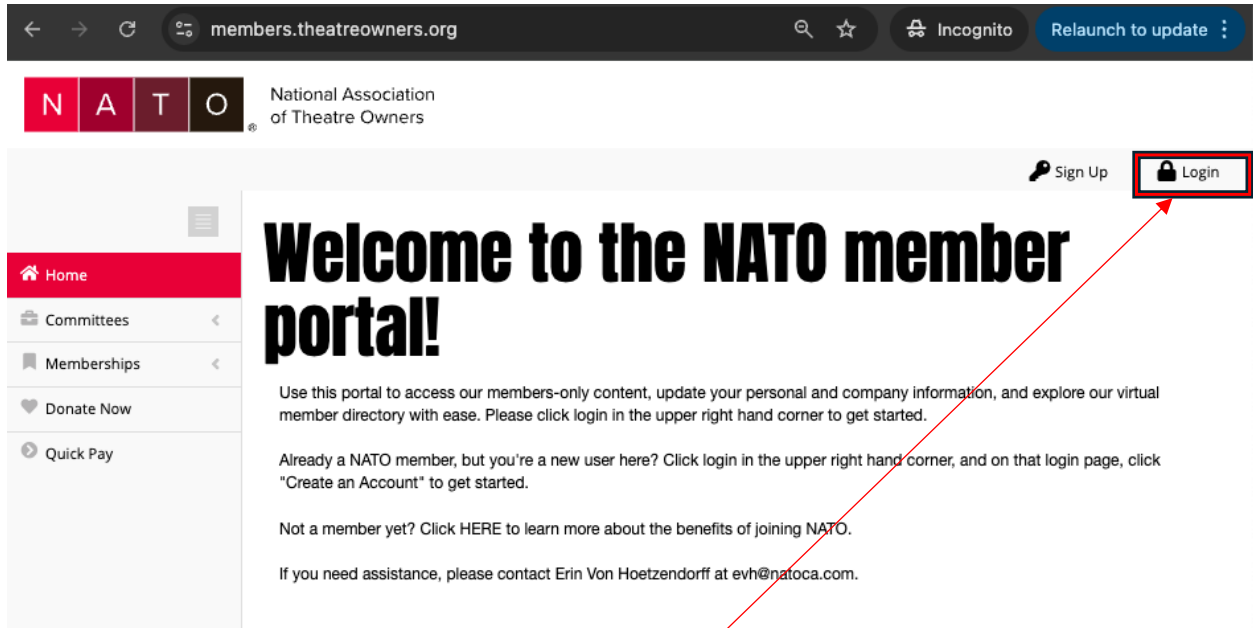 members.theatreowners.org
Incognito
Relaunch to update
N A T O ®
National Association
of Theatre Owners
Sign Up
Login
Welcome to the NATO member
portal!
Home
Committees
Memberships
Donate Now
Quick Pay
Use this portal to access our members-only content, update your personal and company information, and explore our virtual
member directory with ease. Please click login in the upper right hand corner to get started.
Already a NATO member, but you're a new user here? Click login in the upper right hand corner, and on that login page, click
"Create an Account" to get started.
Not a member yet? Click HERE to learn more about the benefits of joining NATO.
If you need assistance, please contact Erin Von Hoetzendorff at evh@natoca.com.